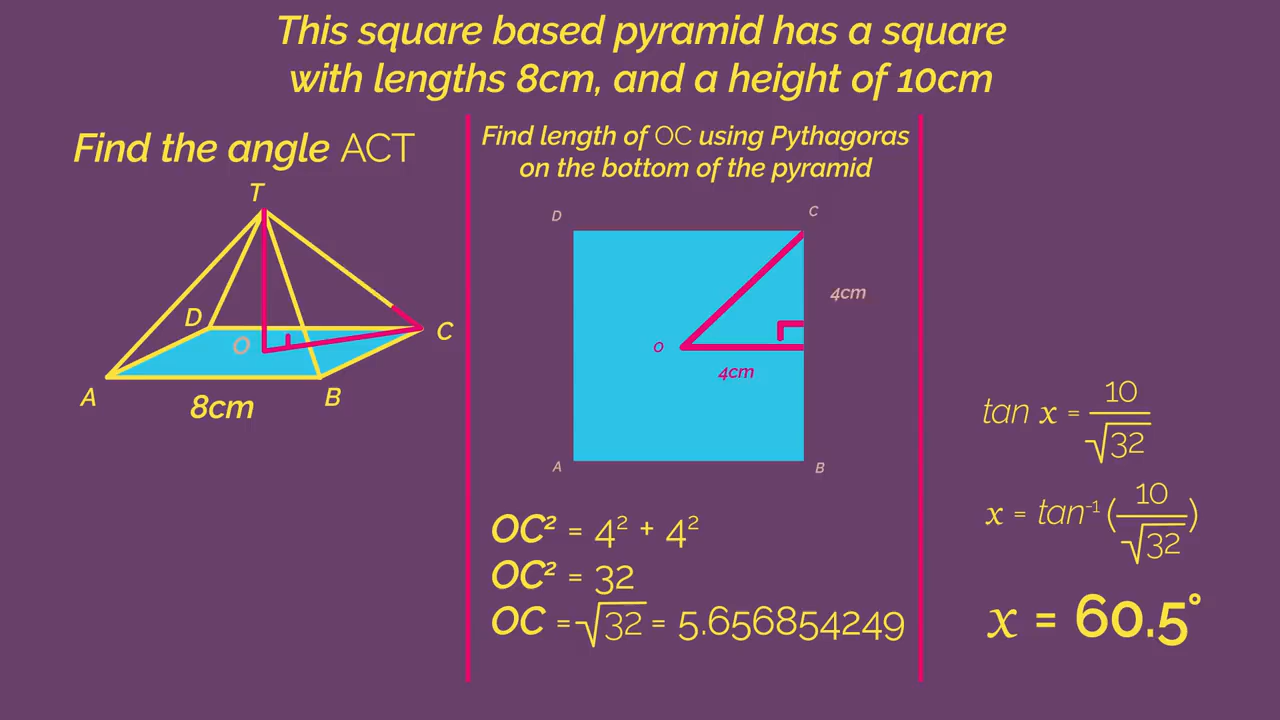 This square based pyramid has a square
with lengths 8cm, and a height of 10cm
Find the angle ACT
T
D
O
C
A
B
8cm
Find length of OC using Pythagoras
on the bottom of the pyramid
D
C
4cm
O
4cm
A
B
OC² = 4² + 4²
OC² = 32
OC = √32 = 5.656854249
tan x = 10/√32
x = tan⁻¹(10/√32)
x = 60.5°